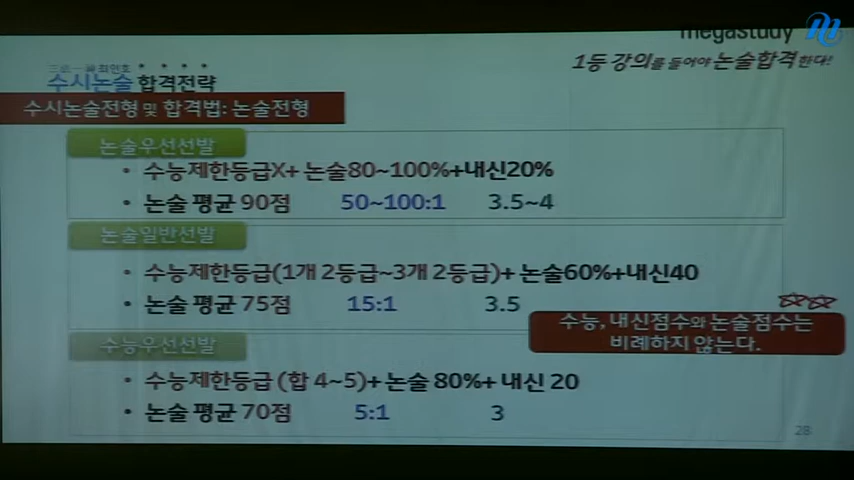 megastudy
1등 강의를 들어야 논술합격한다!
수시논술 합격전략
수시논술전형 및 합격법: 논술전형
논술우선선발
• 수능제한등급X+ 논술80~100%+내신20%
• 논술 평균 90점 50~100:1 3.5~4
논술일반선발
• 수능제한등급(1개 2등급~3개 2등급)+ 논술60%+내신40
• 논술 평균 75점 15:1 3.5
수능, 내신점수와 논술점수는
비례하지 않는다.
수능우선선발
• 수능제한등급 (합 4~5)+ 논술 80%+ 내신 20
• 논술 평균 70점 5:1 3
28